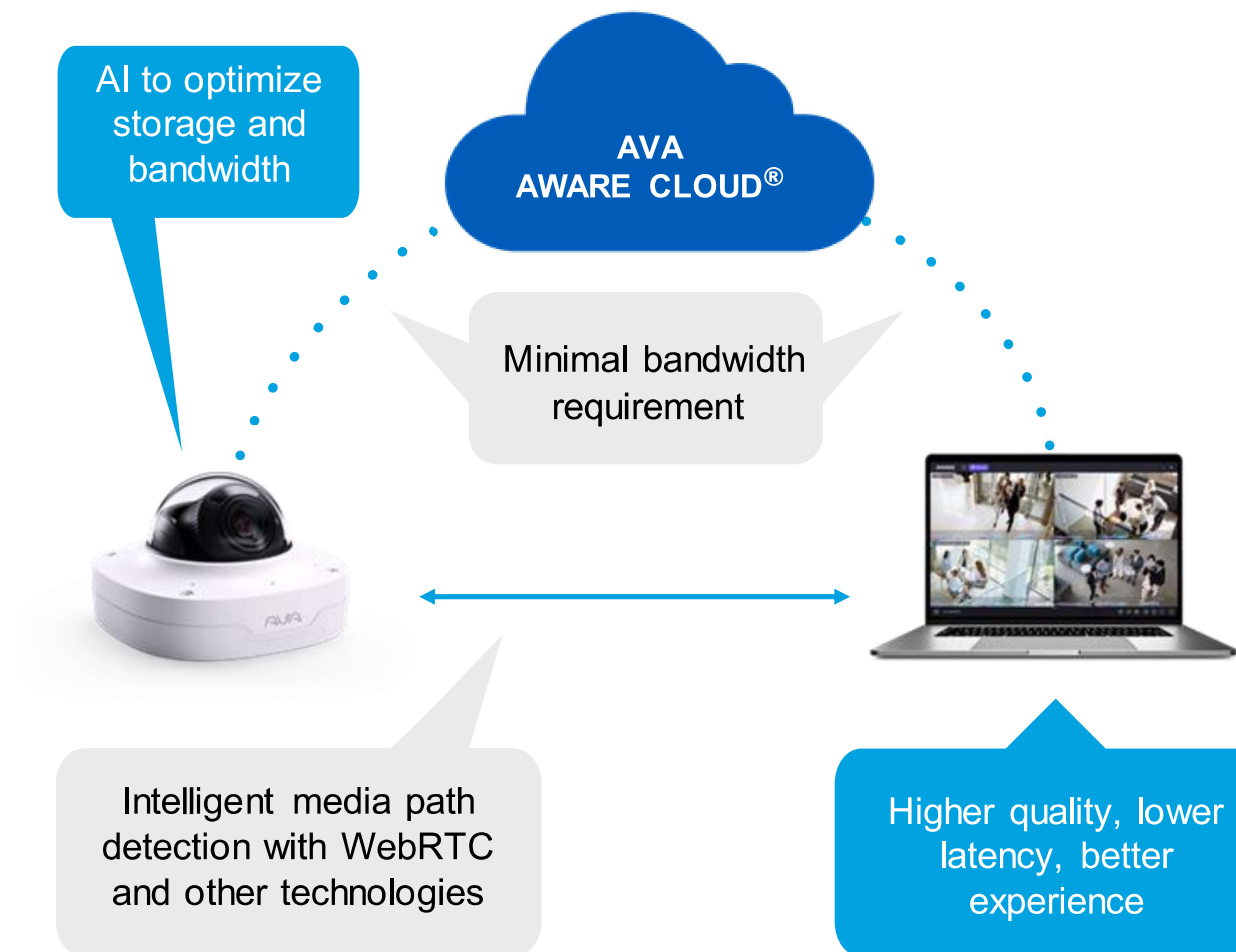 AI to optimize
storage and
bandwidth
AVA
AWARE CLOUD®
Minimal bandwidth
requirement
AVA
Intelligent media path
detection with WebRTC
and other technologies
Higher quality, lower
latency, better
experience